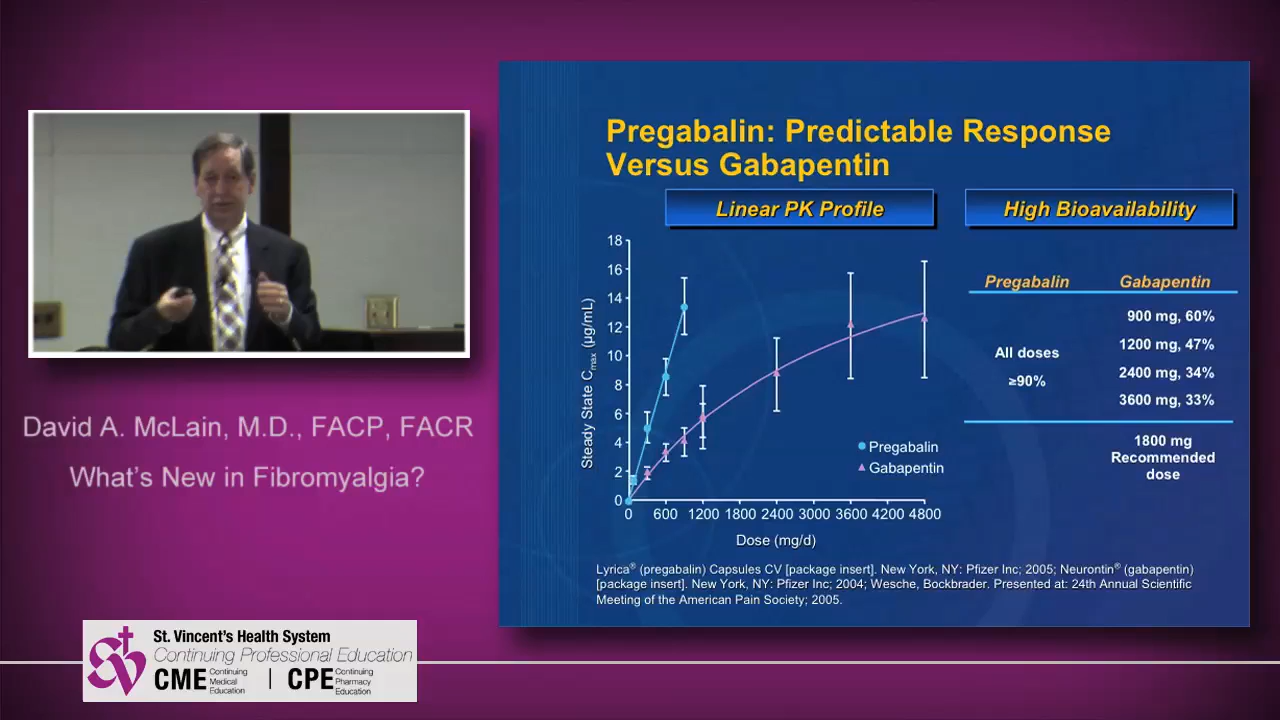 Pregabalin: Predictable Response
Versus Gabapentin
Linear PK Profile
High Bioavailability
18
16
14
12
10
8
6
4
2
0
Steady State Cmax (µg/mL)
0 600 1200 1800 2400 3000 3600 4200 4800
Dose (mg/d)
Pregabalin
Gabapentin
Pregabalin Gabapentin
900 mg, 60%
1200 mg, 47%
2400 mg, 34%
3600 mg, 33%
All doses
≥90%
1800 mg
Recommended
dose
Lyrica® (pregabalin) Capsules CV [package insert]. New York, NY: Pfizer Inc; 2005; Neurontin® (gabapentin)
[package insert]. New York, NY: Pfizer Inc; 2004; Wesche, Bockbrader. Presented at: 24th Annual Scientific
Meeting of the American Pain Society; 2005.
David A. McLain, M.D., FACP, FACR
What’s New in Fibromyalgia?
St. Vincent's Health System
Continuing Professional Education
CME Continuing Medical Education | CPE Continuing Pharmacy Education